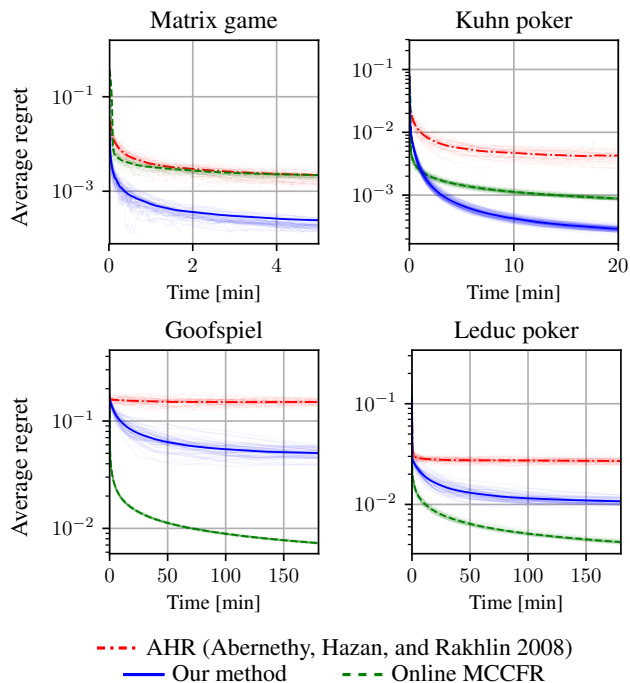 Matrix game
Kuhn poker
Average regret
10⁻¹
10⁻³
0
2
4
Time [min]
10⁻¹
10⁻²
10⁻³
0
10
20
Time [min]
Goofspiel
Leduc poker
Average regret
10⁻¹
10⁻²
0
50
100
150
Time [min]
10⁻¹
10⁻²
0
50
100
150
Time [min]
AHR (Abernethy, Hazan, and Rakhlin 2008)
Our method
Online MCCFR